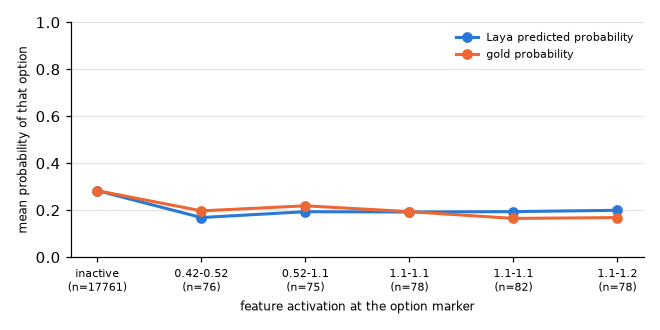 1.0
0.8
0.6
0.4
0.2
0.0
mean probability of that option
Laya predicted probability
gold probability
inactive
(n=17761)
0.42-0.52
(n=76)
0.52-1.1
(n=75)
1.1-1.1
(n=78)
1.1-1.1
(n=82)
1.1-1.2
(n=78)
feature activation at the option marker